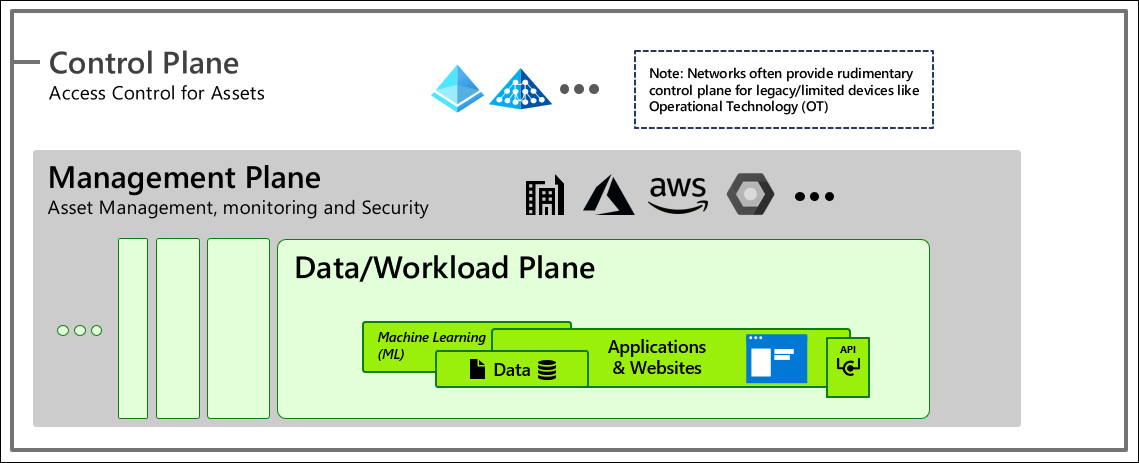 Control Plane
Access Control for Assets
Note: Networks often provide rudimentary
control plane for legacy/limited devices like
Operational Technology (OT)
Management Plane
Asset Management, monitoring and Security
aws
Data/Workload Plane
Machine Learning
(ML)
Data
Applications
& Websites
API